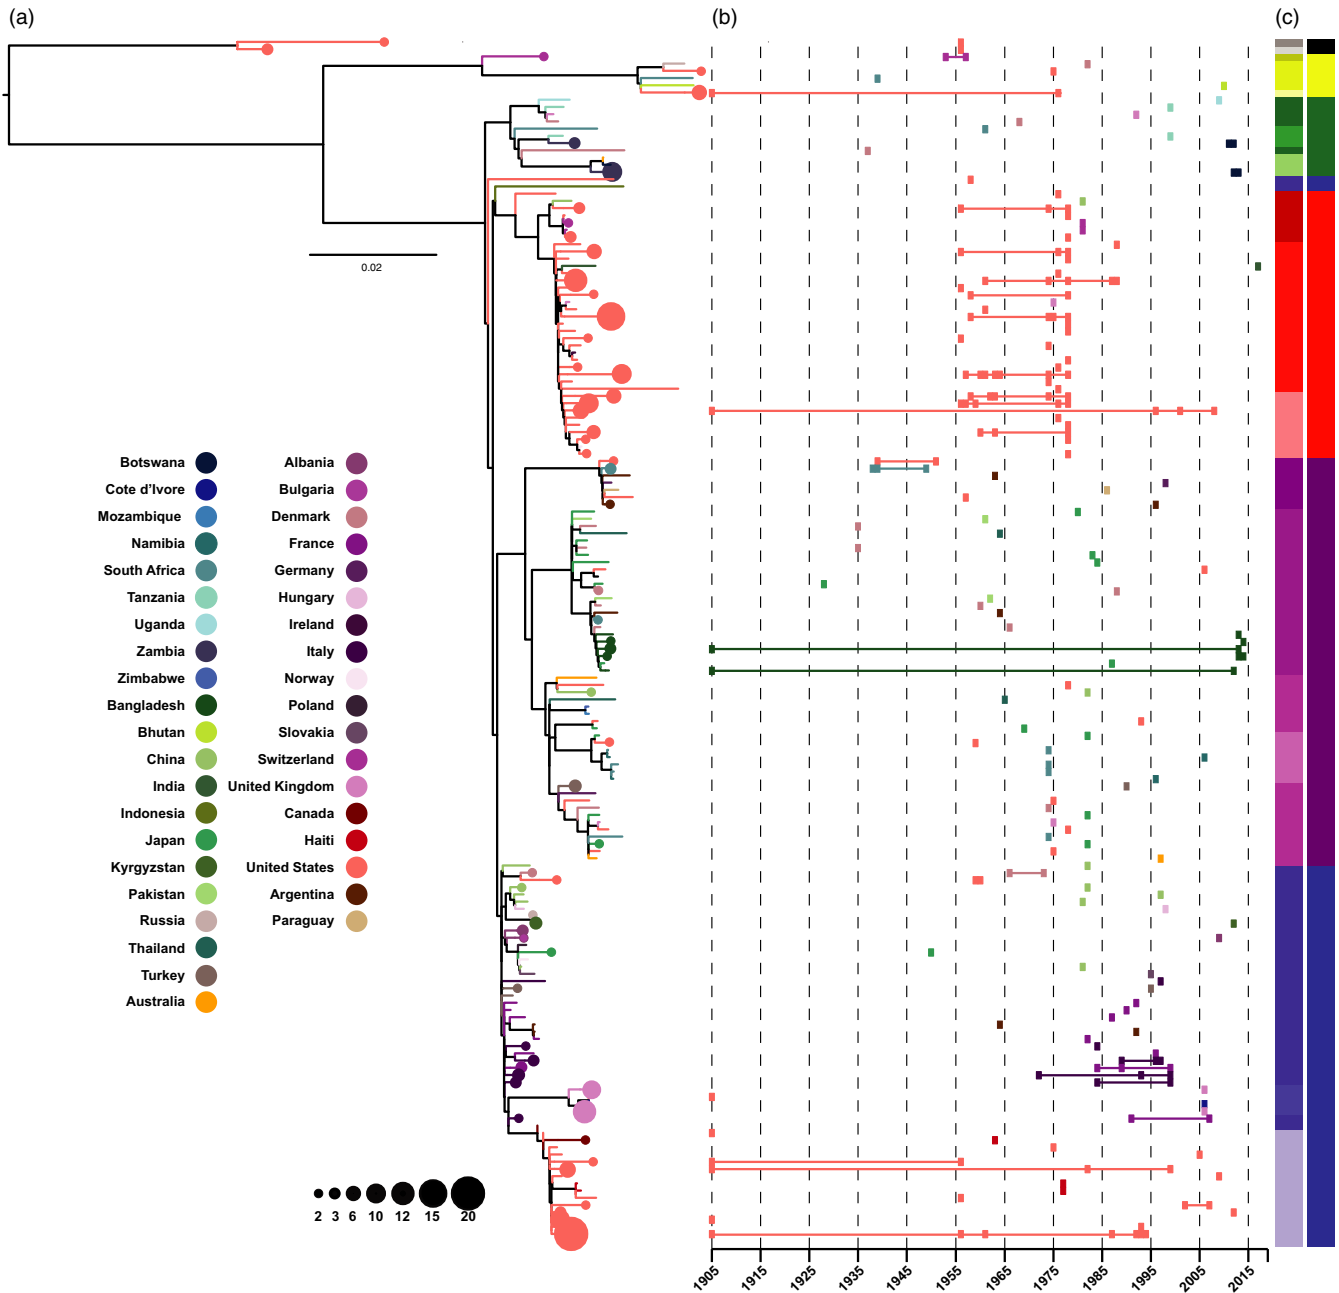 (a)
(b)
(c)
0.02
Botswana
Cote d'Ivore
Mozambique
Namibia
South Africa
Tanzania
Uganda
Zambia
Zimbabwe
Bangladesh
Bhutan
China
India
Indonesia
Japan
Kyrgyzstan
Pakistan
Russia
Thailand
Turkey
Australia
Albania
Bulgaria
Denmark
France
Germany
Hungary
Ireland
Italy
Norway
Poland
Slovakia
Switzerland
United Kingdom
Canada
Haiti
United States
Argentina
Paraguay
2 3 6 10 12 15 20
1905 1915 1925 1935 1945 1955 1965 1975 1985 1995 2005 2015